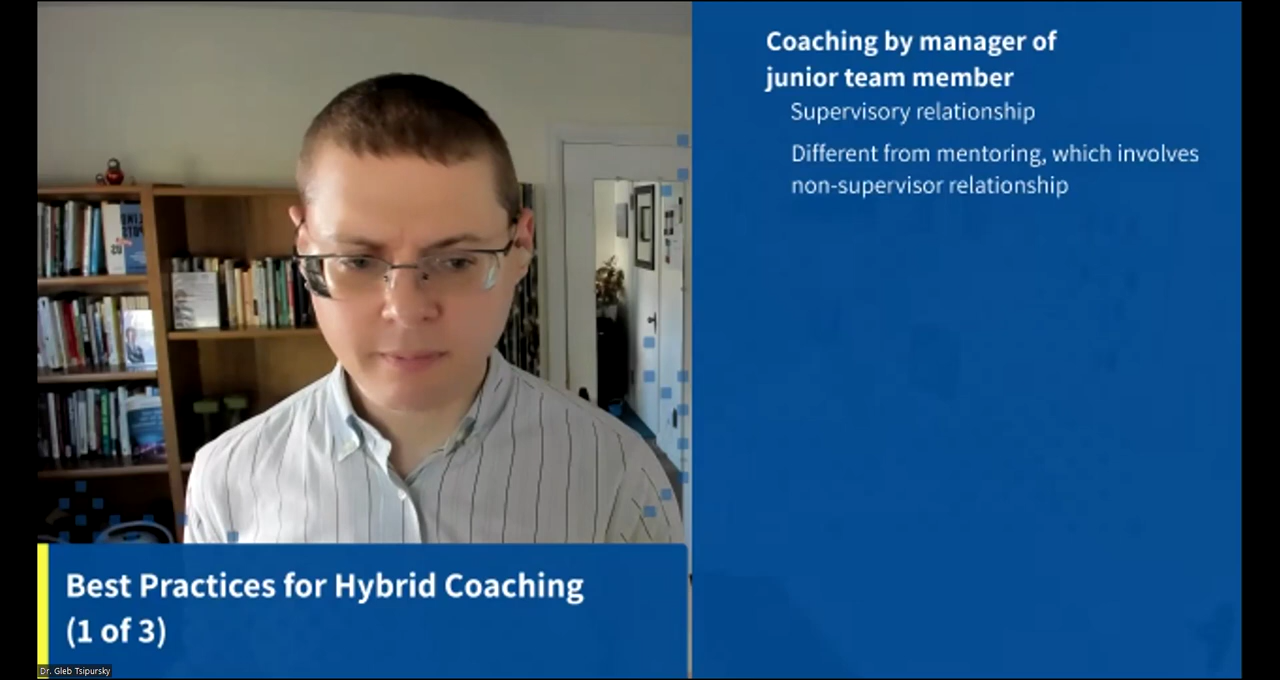 Coaching by manager of
junior team member
Supervisory relationship
Different from mentoring, which involves
non-supervisor relationship
Best Practices for Hybrid Coaching
(1 of 3)
Dr. Gleb Tsipursky